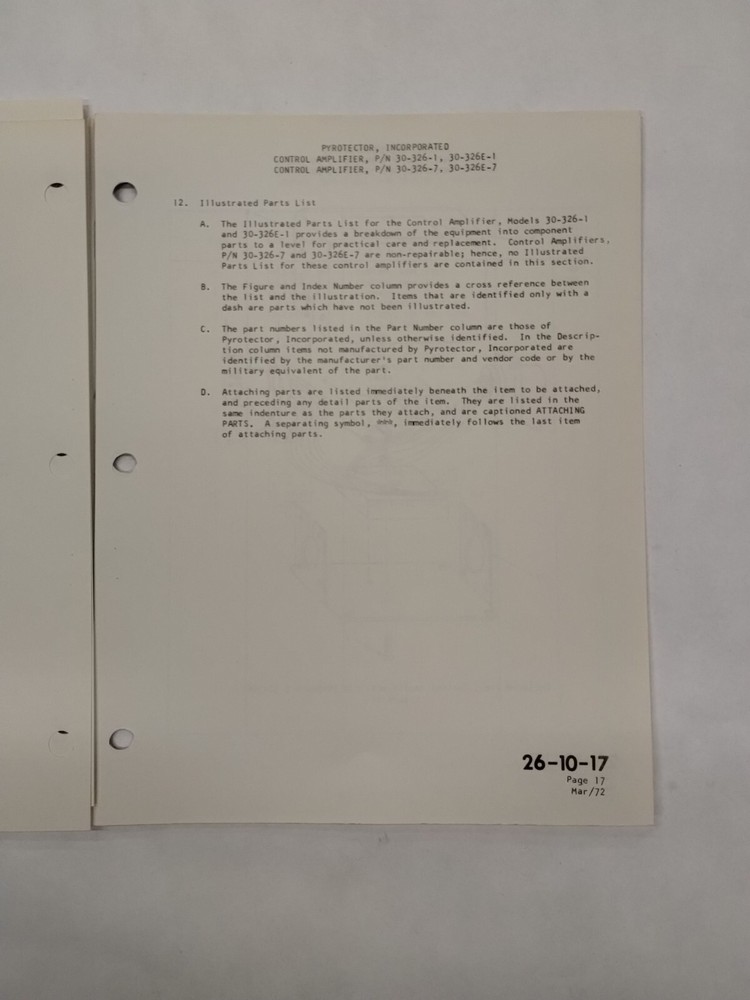 PYROTECTOR, INCORPORATED
CONTROL AMPLIFIER, P/N 30-326-1, 30-326E-1
CONTROL AMPLIFIER, P/N 30-326-7, 30-326E-7
12. Illustrated Parts List
A. The Illustrated Parts List for the Control Amplifier, Models 30-326-1
and 30-326E-1 provides a breakdown of the equipment into component
parts to a level for practical care and replacement. Control Amplifiers,
P/N 30-326-7 and 30-326E-7 are non-repairable; hence, no Illustrated
Parts List for these control amplifiers are contained in this section.
B. The Figure and Index Number column provides a cross reference between
the list and the illustration. Items that are identified only with a
dash are parts which have not been illustrated.
C. The part numbers listed in the Part Number column are those of
Pyrotector, Incorporated, unless otherwise identified. In the Descrip-
tion column items not manufactured by Pyrotector, Incorporated are
identified by the manufacturer's part number and vendor code or by the
military equivalent of the part.
D. Attaching parts are listed immediately beneath the item to be attached,
and preceding any detail parts of the item. They are listed in the
same indenture as the parts they attach, and are captioned ATTACHING
PARTS. A separating symbol, , immediately follows the last item
of attaching parts.
26-10-17
Page 17
Mar/72